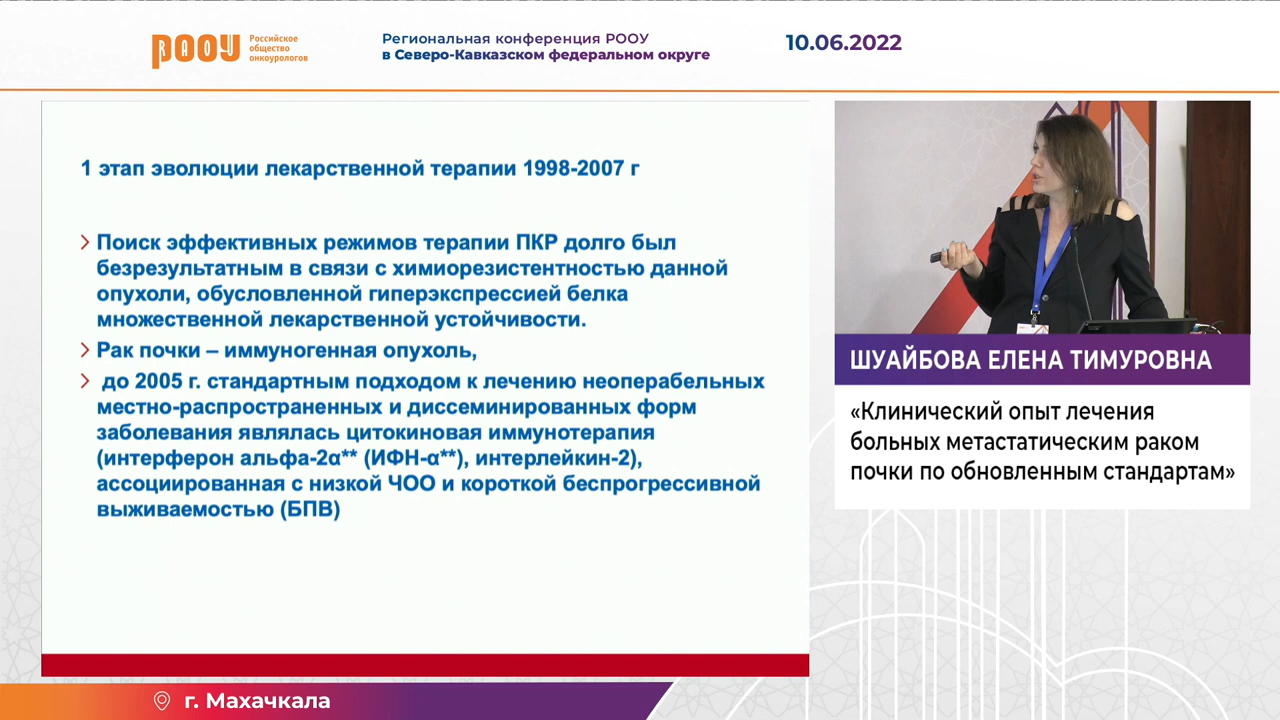 РООУ
Российское
общество
онкоурологов
Региональная конференция РООУ
в Северо-Кавказском федеральном округе
10.06.2022
1 этап эволюции лекарственной терапии 1998-2007 г
Поиск эффективных режимов терапии ПКР долго был
безрезультатным в связи с химиорезистентностью данной
опухоли, обусловленной гиперэкспрессией белка
множественной лекарственной устойчивости.
Рак почки – иммуногенная опухоль,
до 2005 г. стандартным подходом к лечению неоперабельных
местно-распространенных и диссеминированных форм
заболевания являлась цитокиновая иммунотерапия
(интерферон альфа-2α** (ИФН-α**), интерлейкин-2),
ассоциированная с низкой ЧОО и короткой беспрогрессивной
выживаемостью (БПВ)
ШУАЙБОВА ЕЛЕНА ТИМУРОВНА
«Клинический опыт лечения
больных метастатическим раком
почки по обновленным стандартам»
г. Махачкала